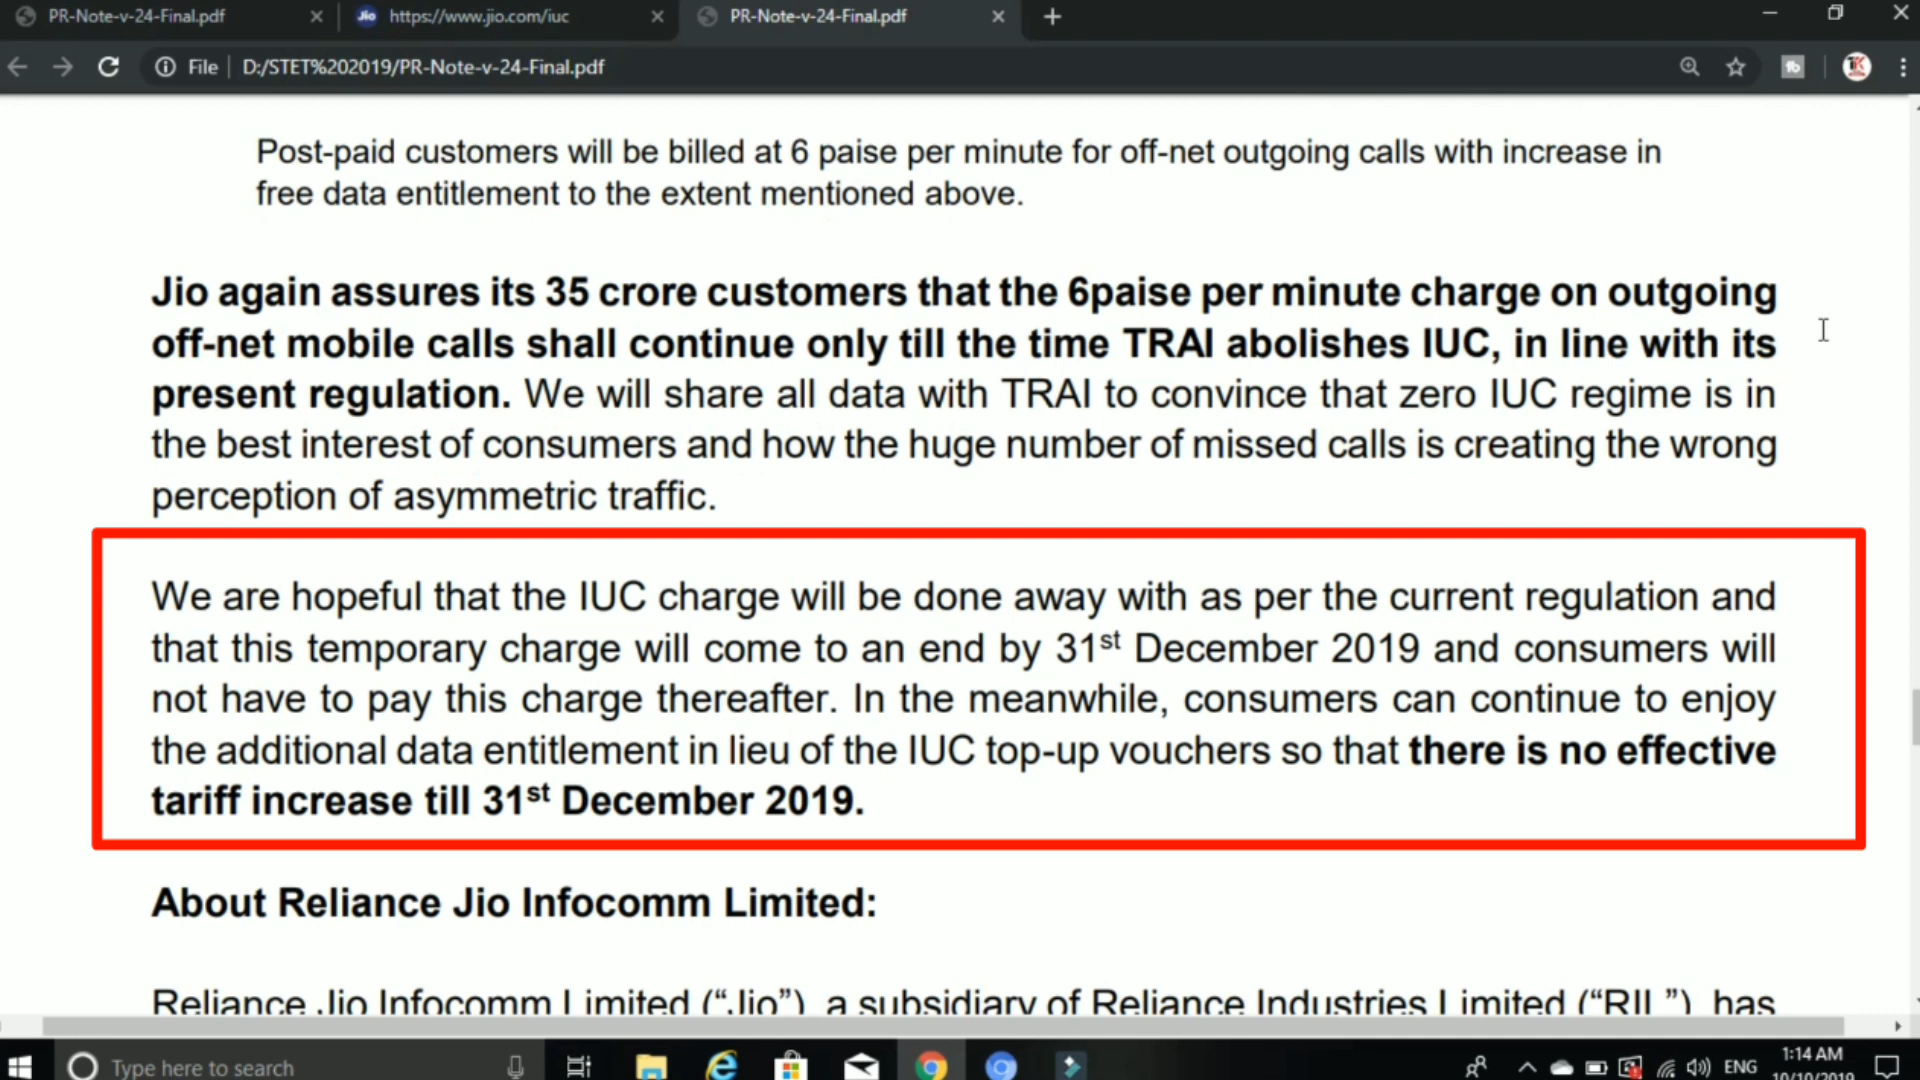 PR-Note-v-24-Final.pdf
Jio https://www.jio.com/iuc
PR-Note-v-24-Final.pdf
File D:/STET%202019/PR-Note-v-24-Final.pdf
Post-paid customers will be billed at 6 paise per minute for off-net outgoing calls with increase in
free data entitlement to the extent mentioned above.
Jio again assures its 35 crore customers that the 6paise per minute charge on outgoing
off-net mobile calls shall continue only till the time TRAI abolishes IUC, in line with its
present regulation. We will share all data with TRAI to convince that zero IUC regime is in
the best interest of consumers and how the huge number of missed calls is creating the wrong
perception of asymmetric traffic.
We are hopeful that the IUC charge will be done away with as per the current regulation and
that this temporary charge will come to an end by 31st December 2019 and consumers will
not have to pay this charge thereafter. In the meanwhile, consumers can continue to enjoy
the additional data entitlement in lieu of the IUC top-up vouchers so that there is no effective
tariff increase till 31st December 2019.
About Reliance Jio Infocomm Limited:
Reliance Jio Infocomm Limited (“Jio”), a subsidiary of Reliance Industries Limited (“RIL”), has
Type here to search
ENG
1:14 AM
10/10/2019